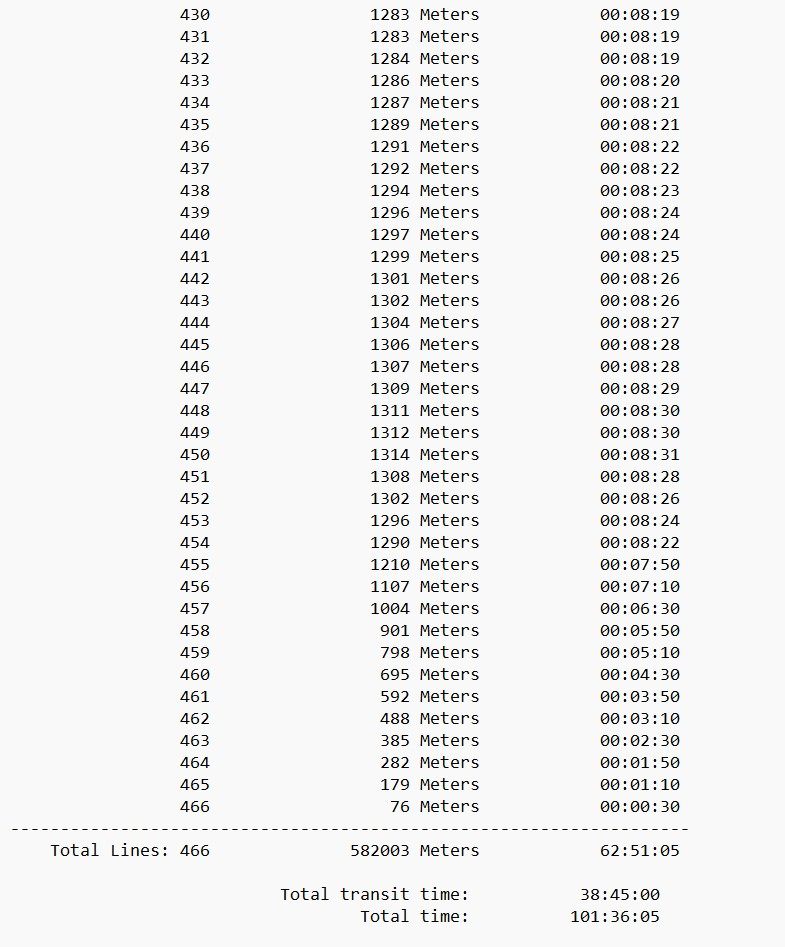 430 1283 Meters 00:08:19
431 1283 Meters 00:08:19
432 1284 Meters 00:08:19
433 1286 Meters 00:08:20
434 1287 Meters 00:08:21
435 1289 Meters 00:08:21
436 1291 Meters 00:08:22
437 1292 Meters 00:08:22
438 1294 Meters 00:08:23
439 1296 Meters 00:08:24
440 1297 Meters 00:08:24
441 1299 Meters 00:08:25
442 1301 Meters 00:08:26
443 1302 Meters 00:08:26
444 1304 Meters 00:08:27
445 1306 Meters 00:08:28
446 1307 Meters 00:08:28
447 1309 Meters 00:08:29
448 1311 Meters 00:08:30
449 1312 Meters 00:08:30
450 1314 Meters 00:08:31
451 1308 Meters 00:08:28
452 1302 Meters 00:08:26
453 1296 Meters 00:08:24
454 1290 Meters 00:08:22
455 1210 Meters 00:07:50
456 1107 Meters 00:07:10
457 1004 Meters 00:06:30
458 901 Meters 00:05:50
459 798 Meters 00:05:10
460 695 Meters 00:04:30
461 592 Meters 00:03:50
462 488 Meters 00:03:10
463 385 Meters 00:02:30
464 282 Meters 00:01:50
465 179 Meters 00:01:10
466 76 Meters 00:00:30
--------------------------------------------------------------------
Total Lines: 466 582003 Meters 62:51:05
Total transit time: 38:45:00
Total time: 101:36:05